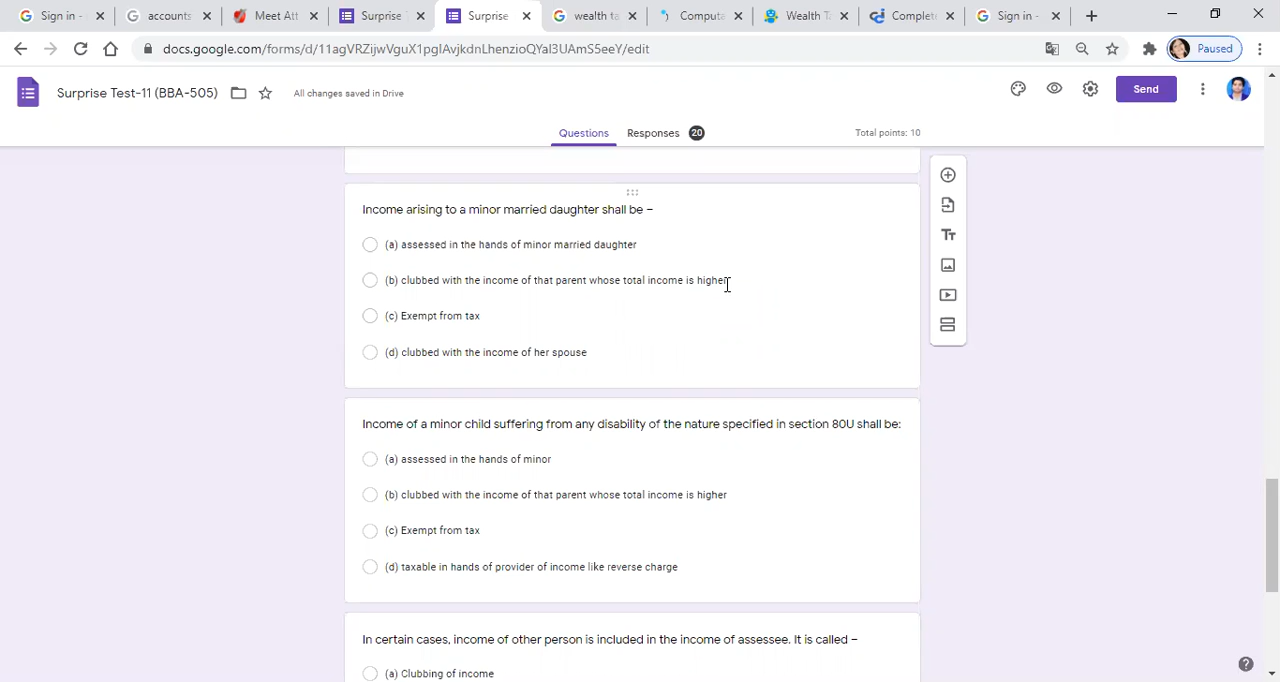 Sign in -
accounts
Meet Att
Surprise
Surprise
wealth ta
Computa
Wealth Ta
Complete
Sign in -
docs.google.com/forms/d/11agVRZijwVguX1pglAvjkdnLhenzioQYal3UAmS5eeY/edit
Paused
Surprise Test-11 (BBA-505)
All changes saved in Drive
Send
Questions
Responses 20
Total points: 10
Income arising to a minor married daughter shall be –
(a) assessed in the hands of minor married daughter
(b) clubbed with the income of that parent whose total income is higher
(c) Exempt from tax
(d) clubbed with the income of her spouse
Income of a minor child suffering from any disability of the nature specified in section 80U shall be:
(a) assessed in the hands of minor
(b) clubbed with the income of that parent whose total income is higher
(c) Exempt from tax
(d) taxable in hands of provider of income like reverse charge
In certain cases, income of other person is included in the income of assessee. It is called –
(a) Clubbing of income